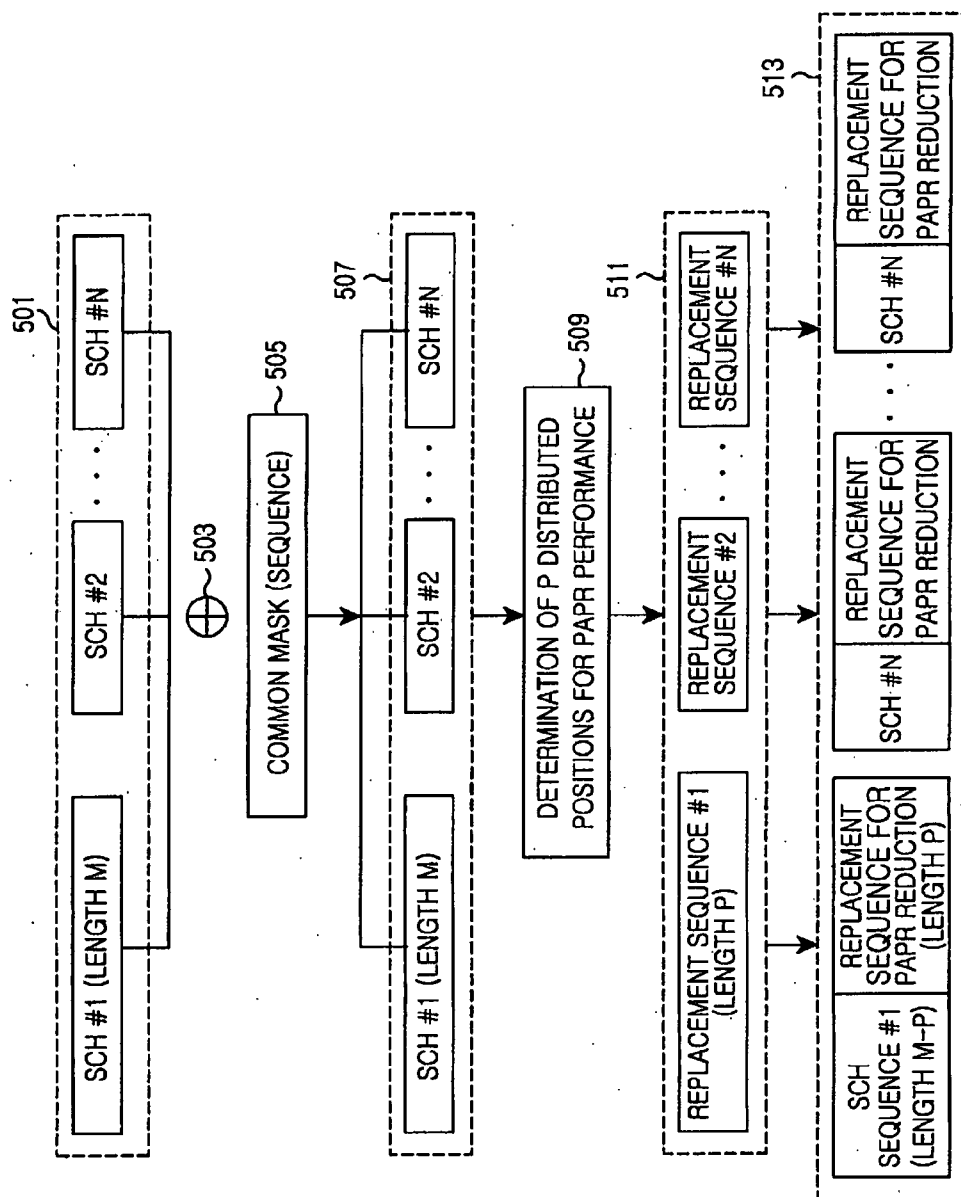 501
SCH #1 (LENGTH M)
SCH #2
. . .
SCH #N
503
COMMON MASK (SEQUENCE)
505
507
SCH #1 (LENGTH M)
SCH #2
. . .
SCH #N
DETERMINATION OF P DISTRIBUTED
POSITIONS FOR PAPR PERFORMANCE
509
511
REPLACEMENT SEQUENCE #1
(LENGTH P)
REPLACEMENT
SEQUENCE #2
. . .
REPLACEMENT
SEQUENCE #N
513
SCH
SEQUENCE #1
(LENGTH M-P)
REPLACEMENT
SEQUENCE FOR
PAPR REDUCTION
(LENGTH P)
SCH #N
REPLACEMENT
SEQUENCE FOR
PAPR REDUCTION
. . .
SCH #N
REPLACEMENT
SEQUENCE FOR
PAPR REDUCTION